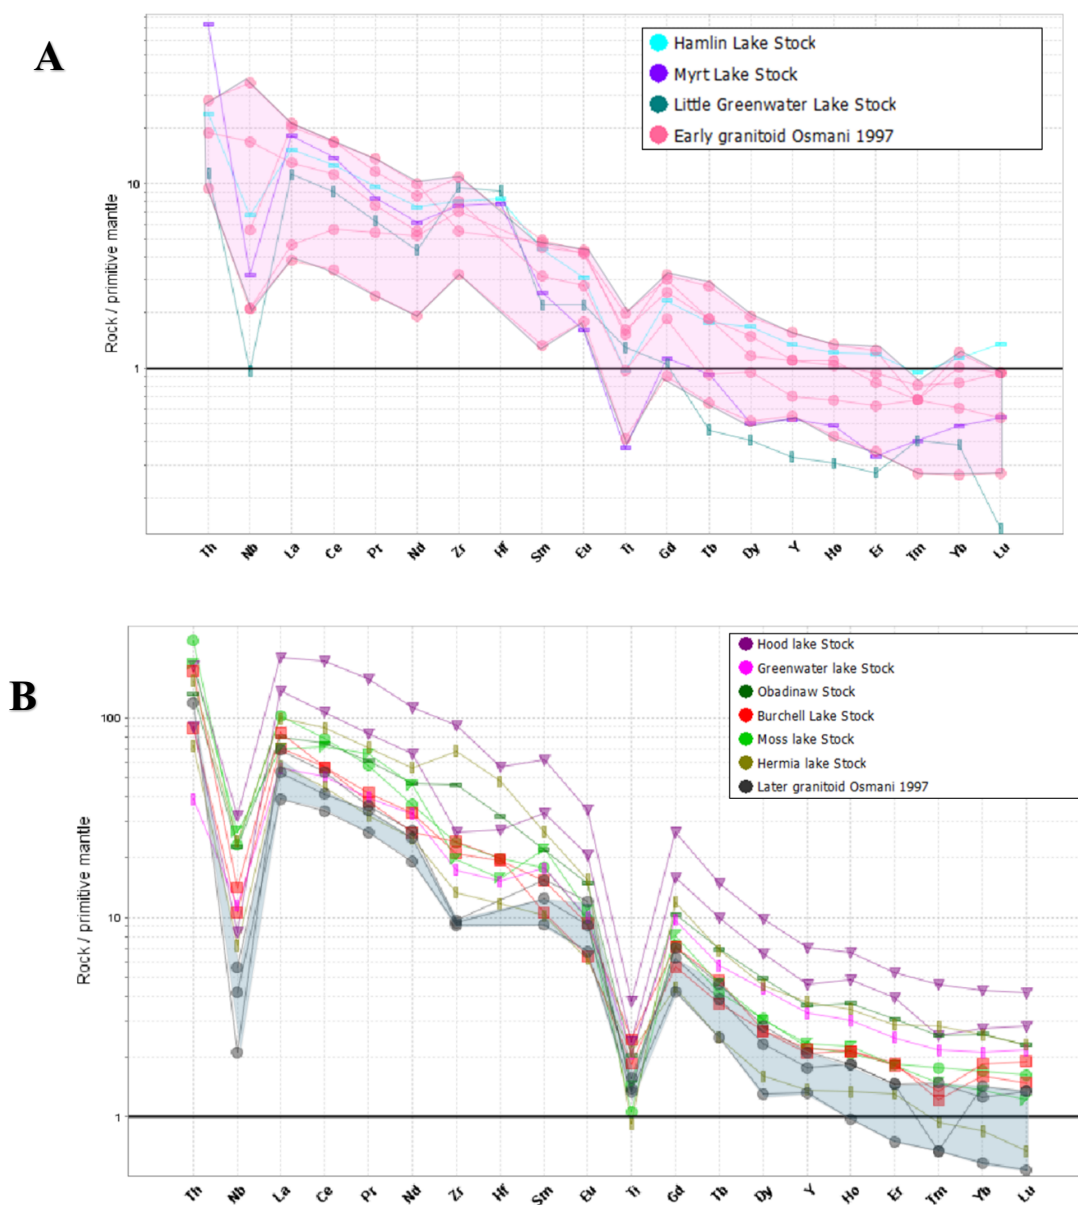 A
Hamlin Lake Stock
Myrt Lake Stock
Little Greenwater Lake Stock
Early granitoid Osmani 1997
10
1
Rock / primitive mantle
Th Nb La Ce Pr Nd Zr Hf Sm Eu Ti Gd Tb Dy Y Ho Er Tm Yb Lu
B
Hood lake Stock
Greenwater lake Stock
Obadinaw Stock
Burchell Lake Stock
Moss lake Stock
Hermia lake Stock
Later granitoid Osmani 1997
100
10
1
Rock / primitive mantle
Th Nb La Ce Pr Nd Zr Hf Sm Eu Ti Gd Tb Dy Y Ho Er Tm Yb Lu